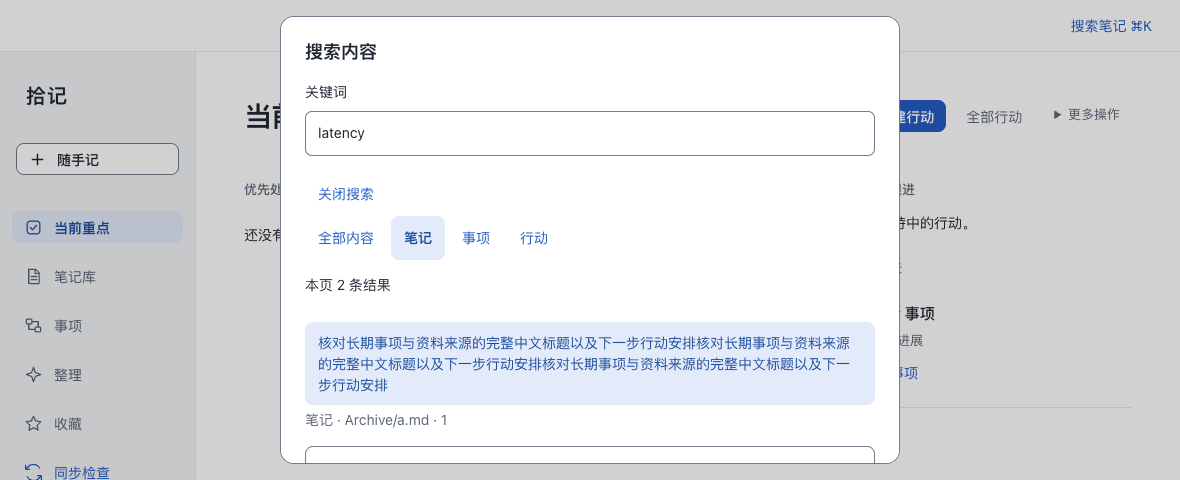 搜索笔记 ⌘K
拾记
随手记
当前重点
笔记库
事项
整理
收藏
同步检查
当
优先处
还没有
搜索内容
关键词
latency
关闭搜索
全部内容 笔记 事项 行动
本页 2 条结果
核对长期事项与资料来源的完整中文标题以及下一步行动安排核对长期事项与资料来源
的完整中文标题以及下一步行动安排核对长期事项与资料来源的完整中文标题以及下一
步行动安排
笔记 · Archive/a.md · 1
行动 全部行动 更多操作
进
中的行动。
事项
进展
事项